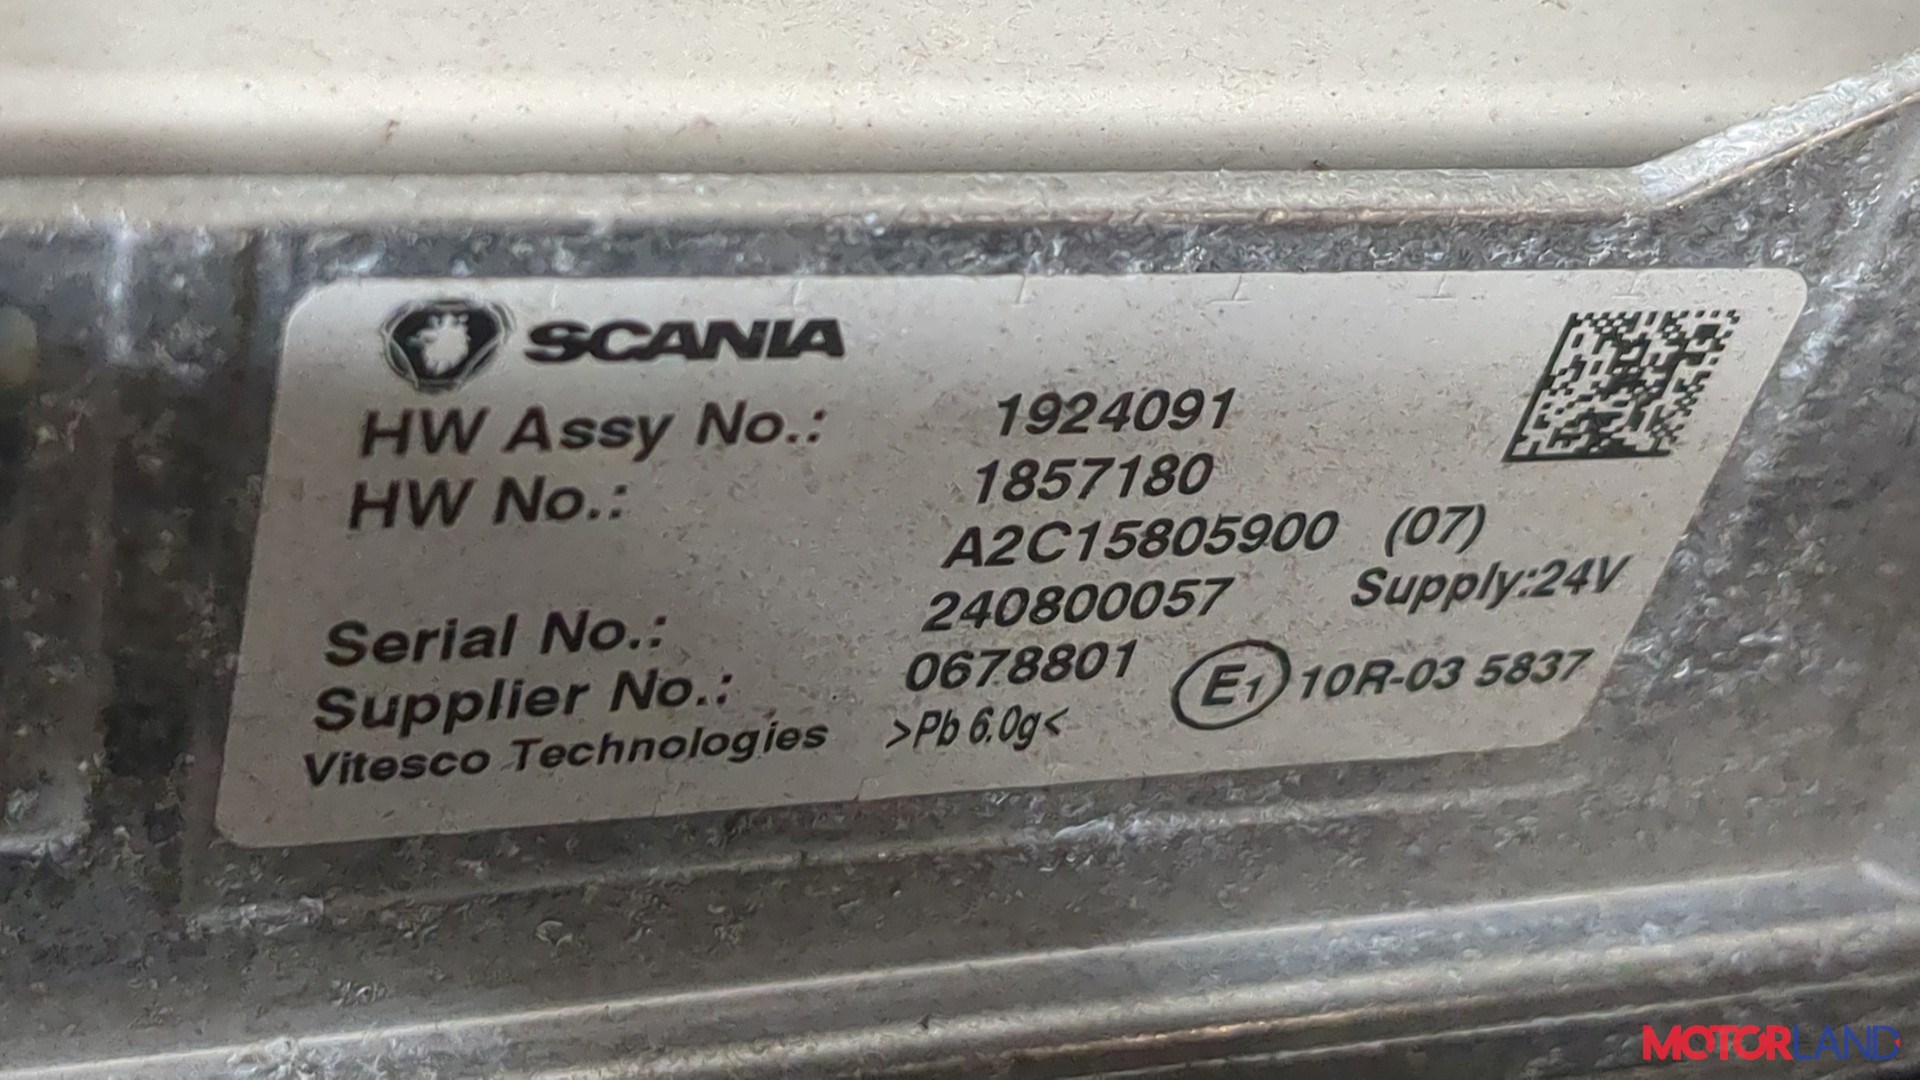 SCANIA
HW Assy No.: 1924091
HW No.: 1857180
A2C15805900 (07)
Serial No.: 240800057 Supply:24V
Supplier No.: 0678801 E1 10R-03 5837
Vitesco Technologies >Pb 6.0g<
MOTORLAND